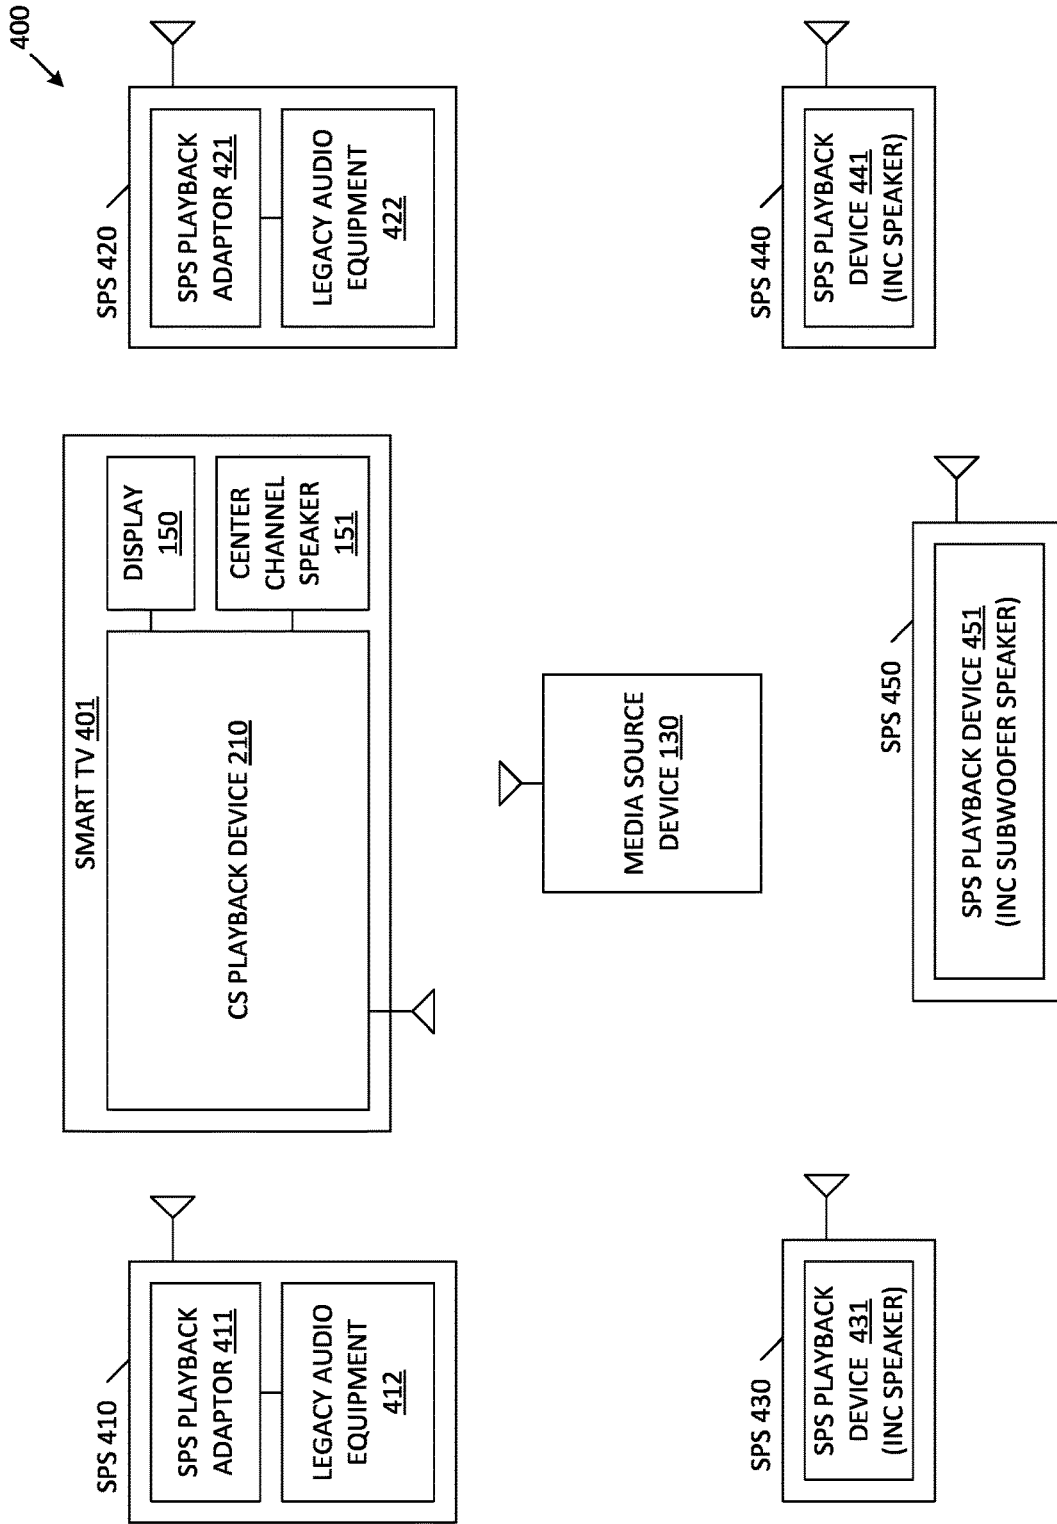 400
SPS 410
SPS PLAYBACK
ADAPTOR 411
LEGACY AUDIO
EQUIPMENT
412
SMART TV 401
CS PLAYBACK DEVICE 210
DISPLAY
150
CENTER
CHANNEL
SPEAKER
151
SPS 420
SPS PLAYBACK
ADAPTOR 421
LEGACY AUDIO
EQUIPMENT
422
MEDIA SOURCE
DEVICE 130
SPS 430
SPS PLAYBACK
DEVICE 431
(INC SPEAKER)
SPS 450
SPS PLAYBACK DEVICE 451
(INC SUBWOOFER SPEAKER)
SPS 440
SPS PLAYBACK
DEVICE 441
(INC SPEAKER)